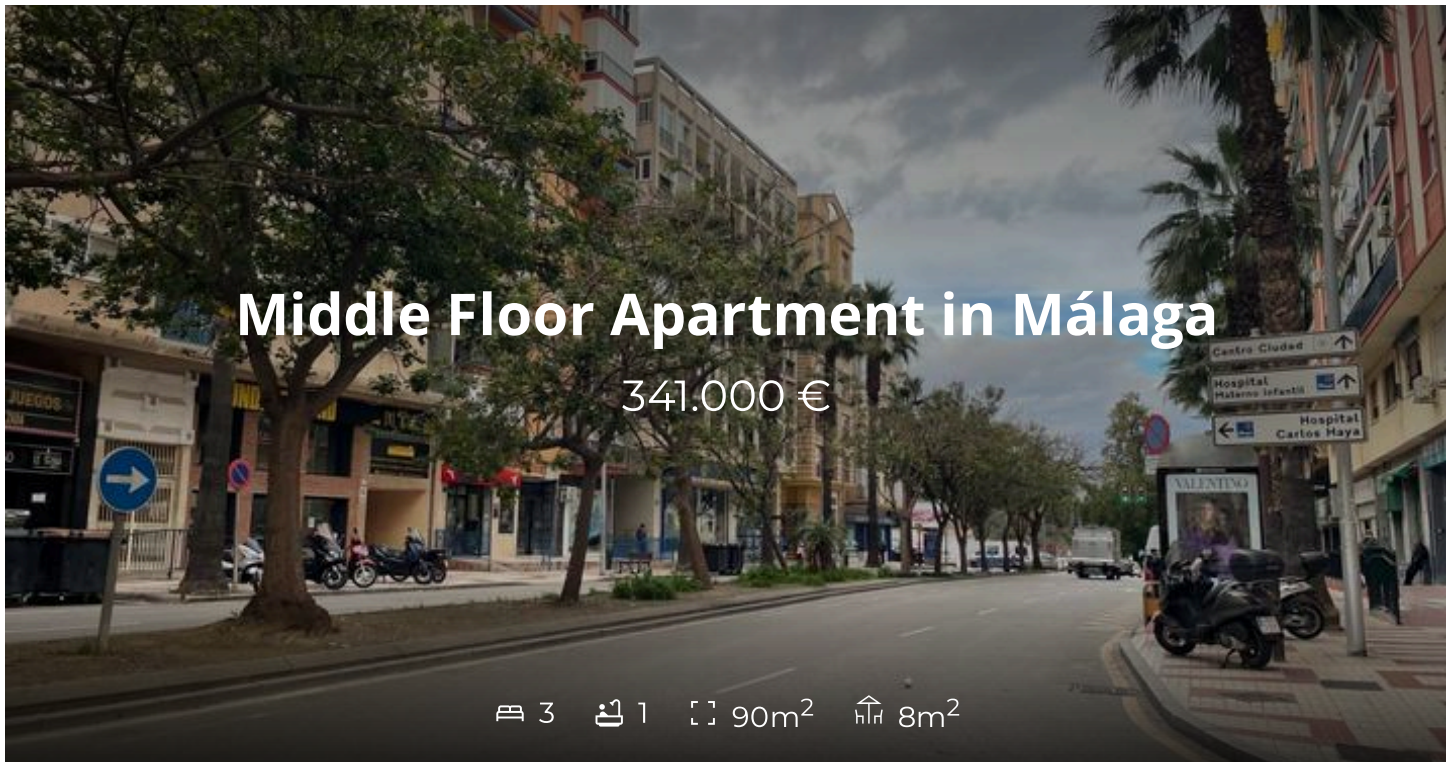 Middle Floor Apartment in Málaga
341.000 €
Centro Ciudad
Hospital
Materno Infantil
Hospital
Carlos Haya
JUEGOS
VALENTINO
3 1 90m² 8m²